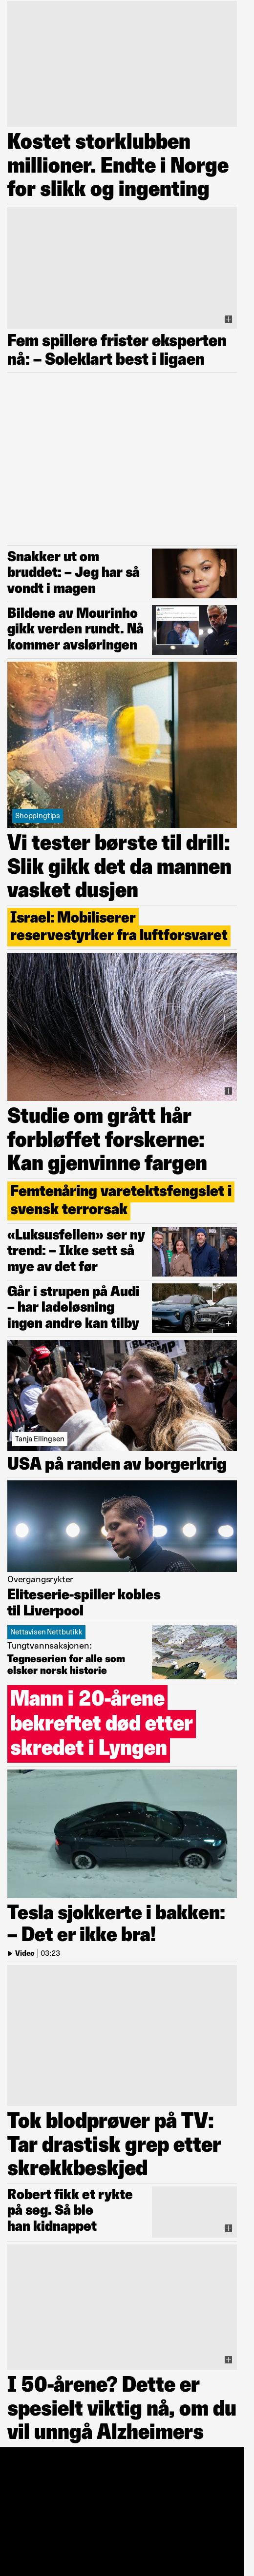 Kostet storklubben
millioner. Endte i Norge
for slikk og ingenting
Fem spillere frister eksperten
nå: – Soleklart best i ligaen
Snakker ut om
bruddet: – Jeg har så
vondt i magen
Bildene av Mourinho
gikk verden rundt. Nå
kommer avsløringen
Shoppingtips
Vi tester børste til drill:
Slik gikk det da mannen
vasket dusjen
Israel: Mobiliserer
reservestyrker fra luftforsvaret
Studie om grått hår
forbløffet forskerne:
Kan gjenvinne fargen
Femtenåring varetektsfengslet i
svensk terrorsak
«Luksusfellen» ser ny
trend: – Ikke sett så
mye av det før
Går i strupen på Audi
– har ladeløsning
ingen andre kan tilby
Tanja Ellingsen
USA på randen av borgerkrig
Overgangsrykter
Eliteserie-spiller kobles
til Liverpool
Nettavisen Nettbutikk
Tungtvannsaksjonen:
Tegneserien for alle som
elsker norsk historie
Mann i 20-årene
bekreftet død etter
skredet i Lyngen
Tesla sjokkerte i bakken:
– Det er ikke bra!
Video | 03:23
Tok blodprøver på TV:
Tar drastisk grep etter
skrekkbeskjed
Robert fikk et rykte
på seg. Så ble
han kidnappet
I 50-årene? Dette er
spesielt viktig nå, om du
vil unngå Alzheimers